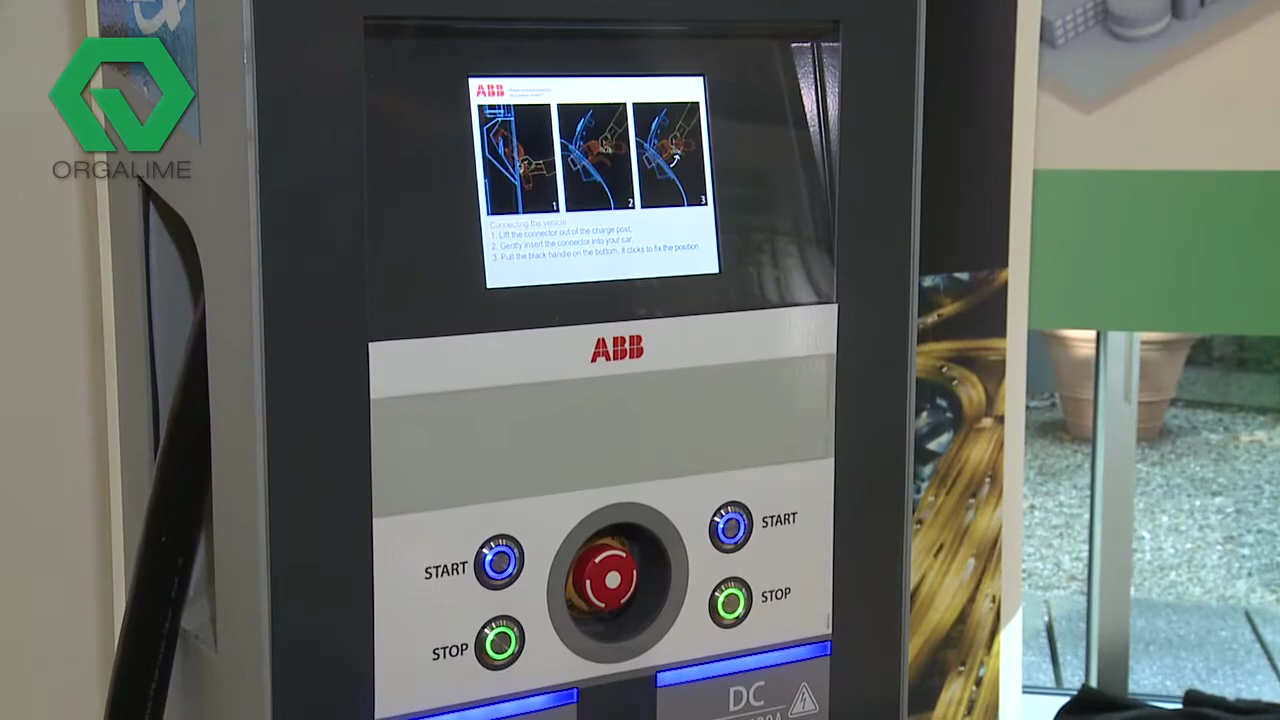 ORGALIME
ABB
1
2
3
Connecting the vehicle
1. Lift the connector out of the charge post,
2. Gently insert the connector into your car,
3. Pull the black handle on the bottom, it clicks to fix the position.
ABB
START
START
STOP
STOP
DC